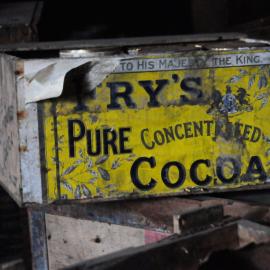 TO HIS MAJESTY THE KING
FRY'S
PURE CONCENTRATED
COCOA